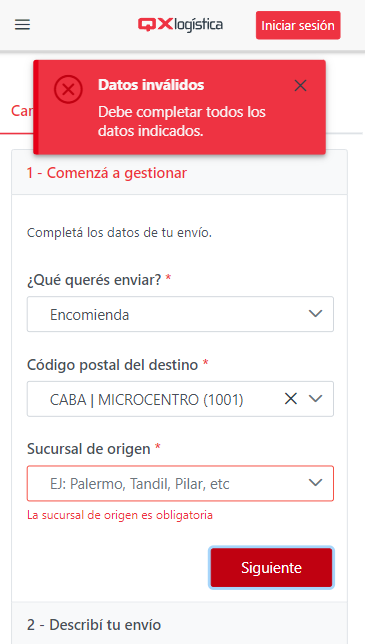 QX logística
Iniciar sesión
Datos inválidos
Debe completar todos los
datos indicados.
1 - Comenzá a gestionar
Completá los datos de tu envío.
¿Qué querés enviar? *
Encomienda
Código postal del destino *
CABA | MICROCENTRO (1001)
Sucursal de origen *
EJ: Palermo, Tandil, Pilar, etc
La sucursal de origen es obligatoria
Siguiente
2 - Describí tu envío